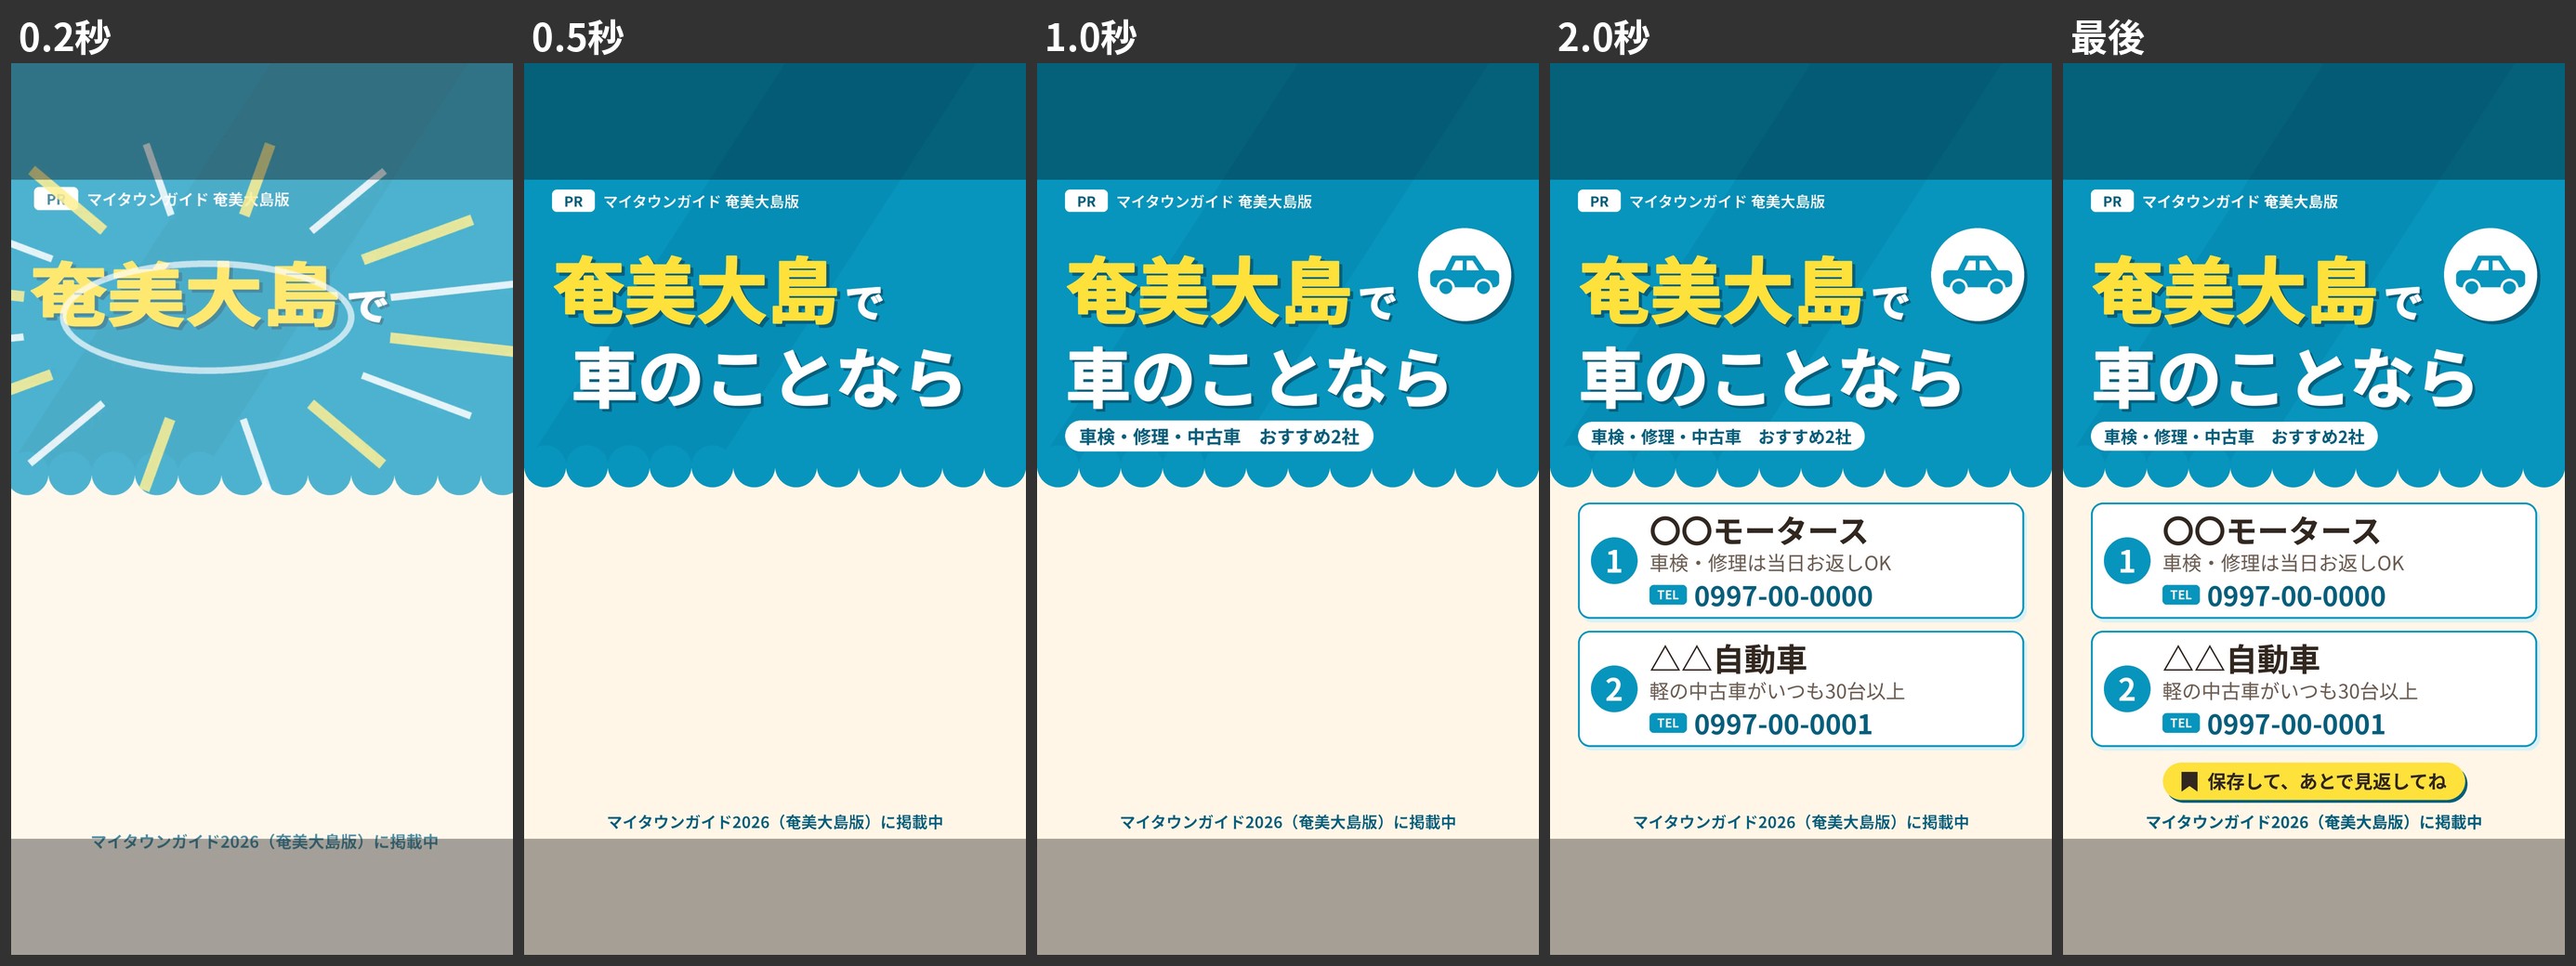 0.2秒
PR マイタウンガイド 奄美大島版
奄美大島で
マイタウンガイド2026（奄美大島版）に掲載中
0.5秒
PR マイタウンガイド 奄美大島版
奄美大島で
車のことなら
マイタウンガイド2026（奄美大島版）に掲載中
1.0秒
PR マイタウンガイド 奄美大島版
奄美大島で
車のことなら
車検・修理・中古車　おすすめ2社
マイタウンガイド2026（奄美大島版）に掲載中
2.0秒
PR マイタウンガイド 奄美大島版
奄美大島で
車のことなら
車検・修理・中古車　おすすめ2社
1
〇〇モータース
車検・修理は当日お返しOK
TEL 0997-00-0000
2
△△自動車
軽の中古車がいつも30台以上
TEL 0997-00-0001
マイタウンガイド2026（奄美大島版）に掲載中
最後
PR マイタウンガイド 奄美大島版
奄美大島で
車のことなら
車検・修理・中古車　おすすめ2社
1
〇〇モータース
車検・修理は当日お返しOK
TEL 0997-00-0000
2
△△自動車
軽の中古車がいつも30台以上
TEL 0997-00-0001
保存して、あとで見返してね
マイタウンガイド2026（奄美大島版）に掲載中